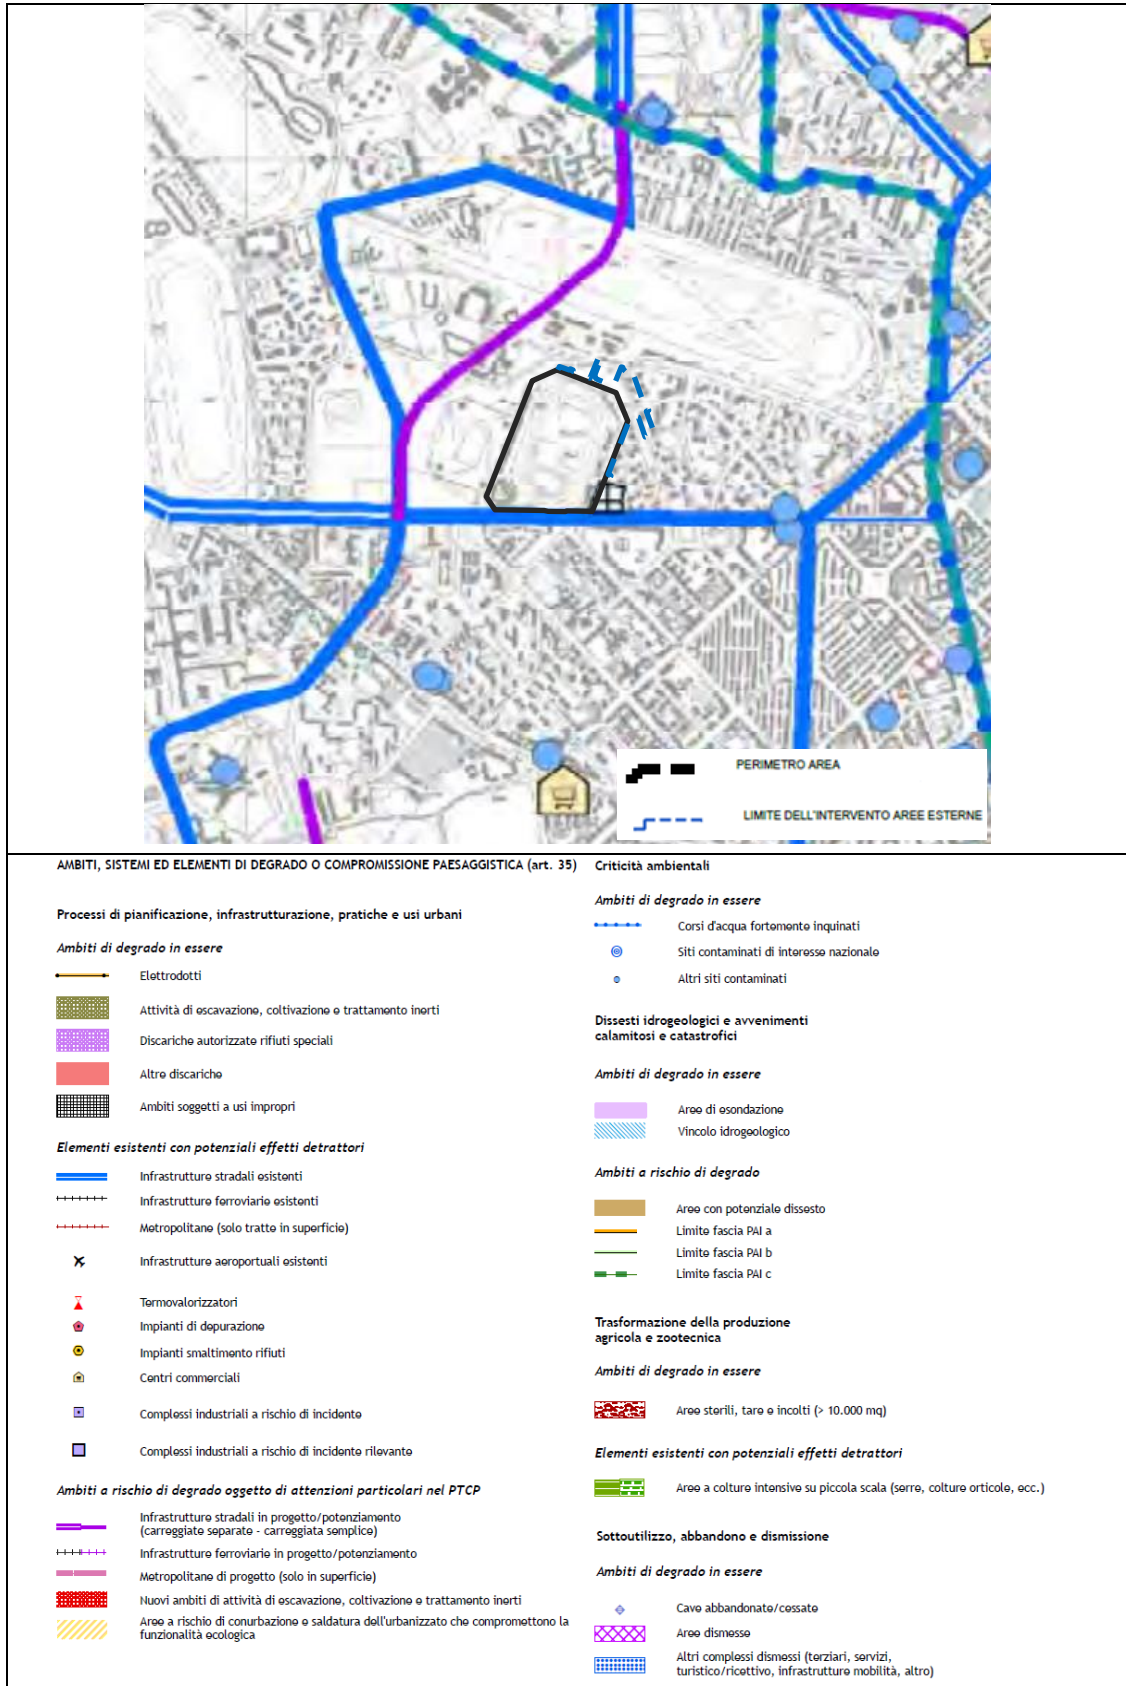 PERIMETRO AREA
LIMITE DELL'INTERVENTO AREE ESTERNE
AMBITI, SISTEMI ED ELEMENTI DI DEGRADO O COMPROMISSIONE PAESAGGISTICA (art. 35)
Processi di pianificazione, infrastrutturazione, pratiche e usi urbani
Ambiti di degrado in essere
Elettrodotti
Attività di escavazione, coltivazione e trattamento inerti
Discariche autorizzate rifiuti speciali
Altre discariche
Ambiti soggetti a usi impropri
Elementi esistenti con potenziali effetti detrattori
Infrastrutture stradali esistenti
Infrastrutture ferroviarie esistenti
Metropolitane (solo tratte in superficie)
Infrastrutture aeroportuali esistenti
Termovalorizzatori
Impianti di depurazione
Impianti smaltimento rifiuti
Centri commerciali
Complessi industriali a rischio di incidente
Complessi industriali a rischio di incidente rilevante
Ambiti a rischio di degrado oggetto di attenzioni particolari nel PTCP
Infrastrutture stradali in progetto/potenziamento
(carreggiate separate - carreggiata semplice)
Infrastrutture ferroviarie in progetto/potenziamento
Metropolitane di progetto (solo in superficie)
Nuovi ambiti di attività di escavazione, coltivazione e trattamento inerti
Aree a rischio di conurbazione e saldatura dell'urbanizzato che compromettono la
funzionalità ecologica
Criticità ambientali
Ambiti di degrado in essere
Corsi d'acqua fortemente inquinati
Siti contaminati di interesse nazionale
Altri siti contaminati
Dissesti idrogeologici e avvenimenti
calamitosi e catastrofici
Ambiti di degrado in essere
Aree di esondazione
Vincolo idrogeologico
Ambiti a rischio di degrado
Aree con potenziale dissesto
Limite fascia PAI a
Limite fascia PAI b
Limite fascia PAI c
Trasformazione della produzione
agricola e zootecnica
Ambiti di degrado in essere
Aree sterili, tare e incolti (> 10.000 mq)
Elementi esistenti con potenziali effetti detrattori
Aree a colture intensive su piccola scala (serre, colture orticole, ecc.)
Sottoutilizzo, abbandono e dismissione
Ambiti di degrado in essere
Cave abbandonate/cessate
Aree dismesse
Altri complessi dismessi (terziari, servizi,
turistico/ricettivo, infrastrutture mobilità, altro)